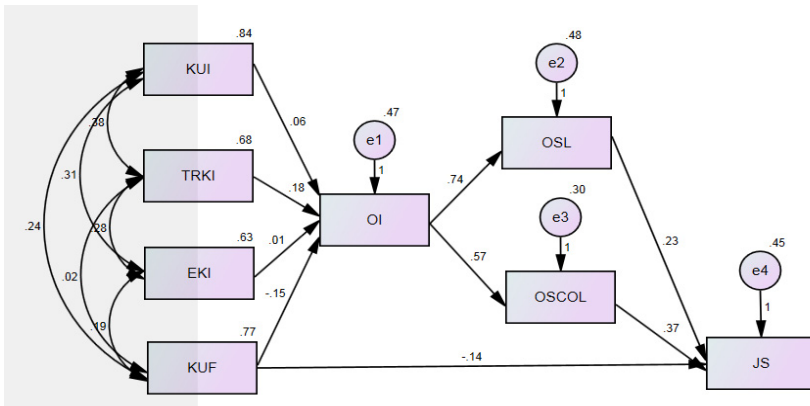 .84
KUI
.38
.06
.68
TRKI
.18
.31
.28
.24
.02
.63
EKI
.01
.19
-.15
.77
KUF
-.14
.47
e1
1
OI
.74
.57
.48
e2
1
OSL
.30
e3
1
OSCOL
.23
.37
.45
e4
1
JS